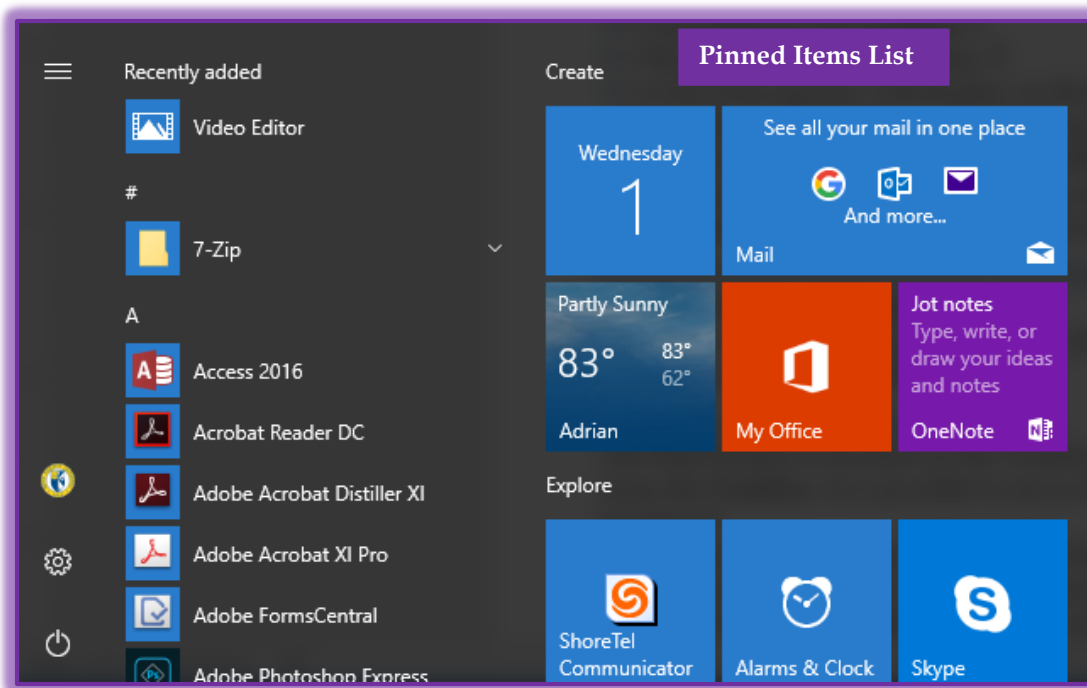 Pinned Items List
Recently added
Video Editor
#
7-Zip
A
Access 2016
Acrobat Reader DC
Adobe Acrobat Distiller XI
Adobe Acrobat XI Pro
Adobe FormsCentral
Adobe Photoshop Express
Create
Wednesday
1
See all your mail in one place
And more...
Mail
Partly Sunny
83°
83°
62°
Adrian
My Office
Jot notes
Type, write, or
draw your ideas
and notes
OneNote
Explore
ShoreTel
Communicator
Alarms & Clock
Skype